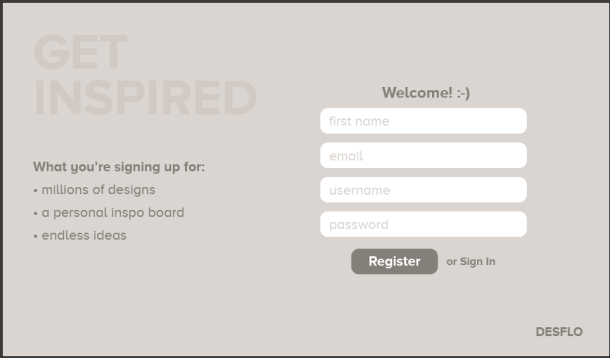 GET
INSPIRED
What you're signing up for:
• millions of designs
• a personal inspo board
• endless ideas
Welcome! :-)
first name
email
username
password
Register
or Sign In
DESFLO